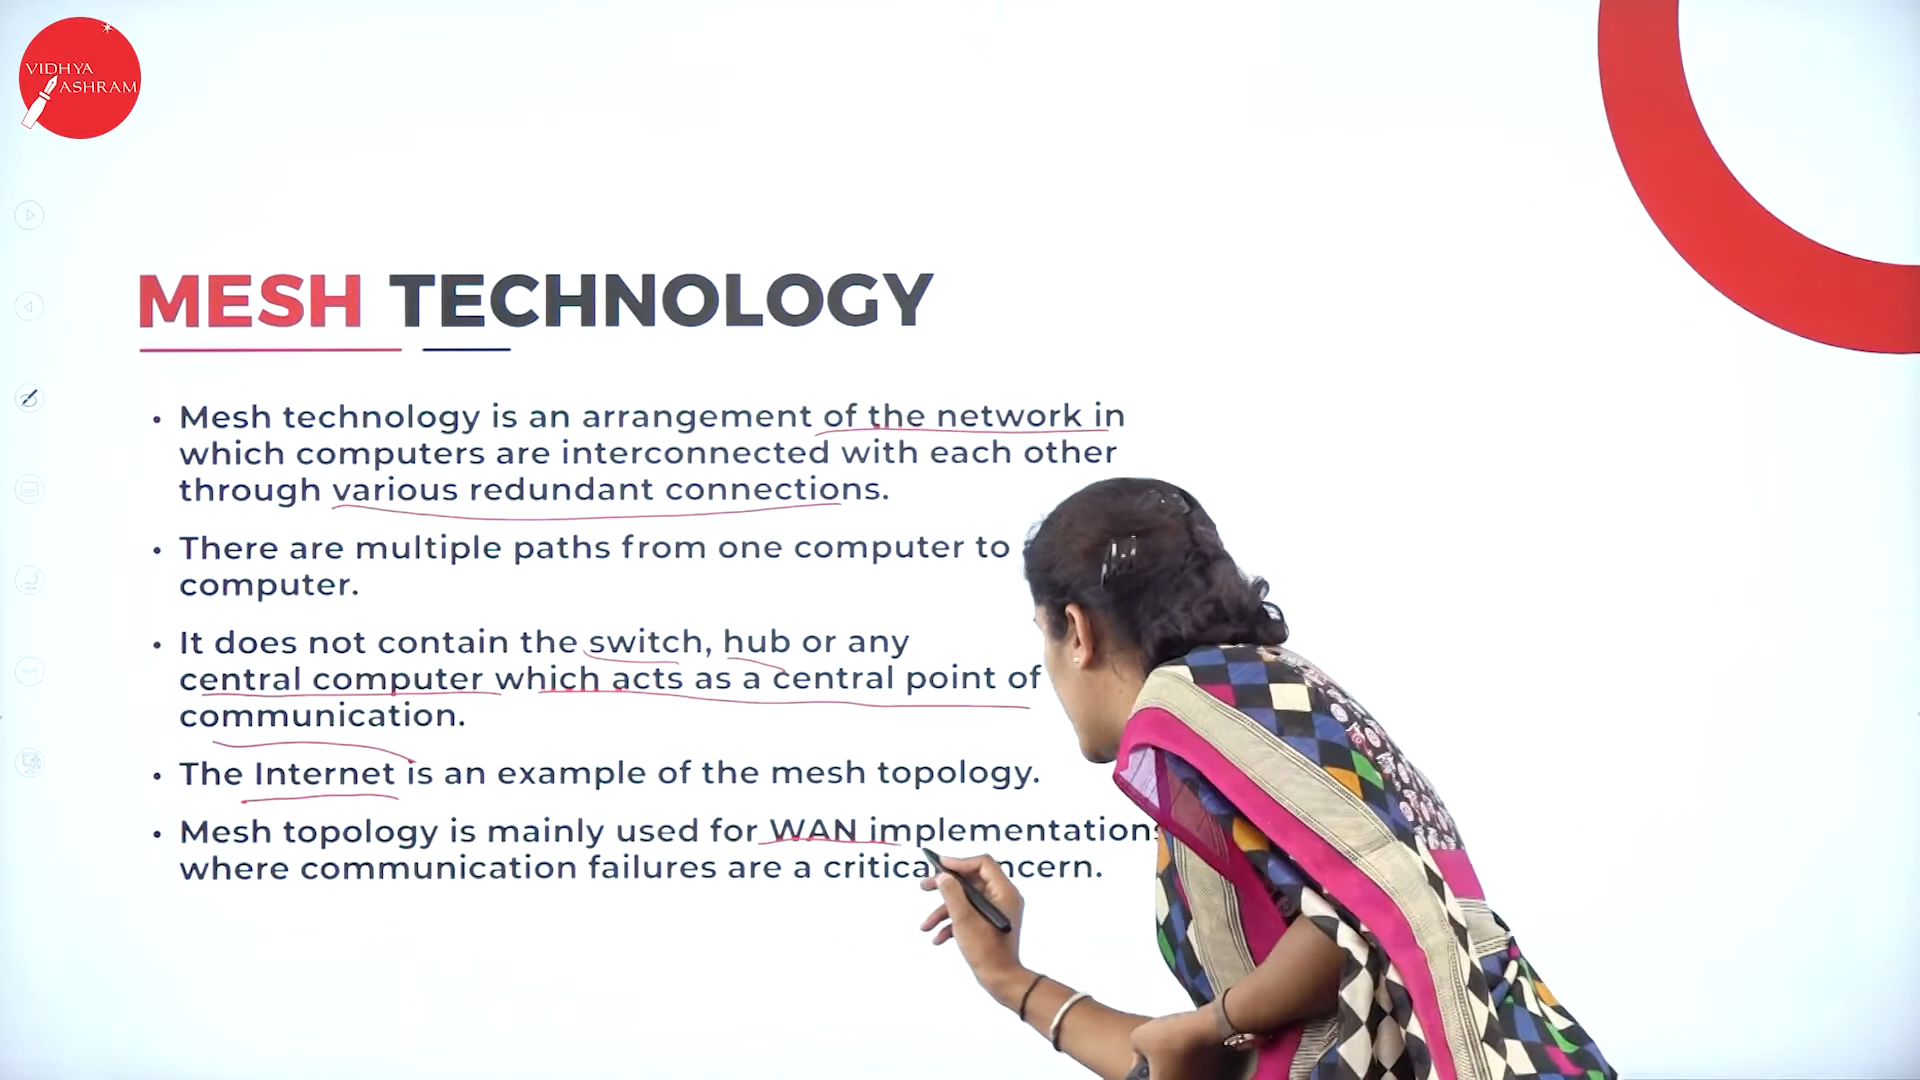 VIDHYA
ASHRAM
MESH TECHNOLOGY
• Mesh technology is an arrangement of the network in
which computers are interconnected with each other
through various redundant connections.
• There are multiple paths from one computer to
computer.
• It does not contain the switch, hub or any
central computer which acts as a central point of
communication.
• The Internet is an example of the mesh topology.
• Mesh topology is mainly used for WAN implementations
where communication failures are a